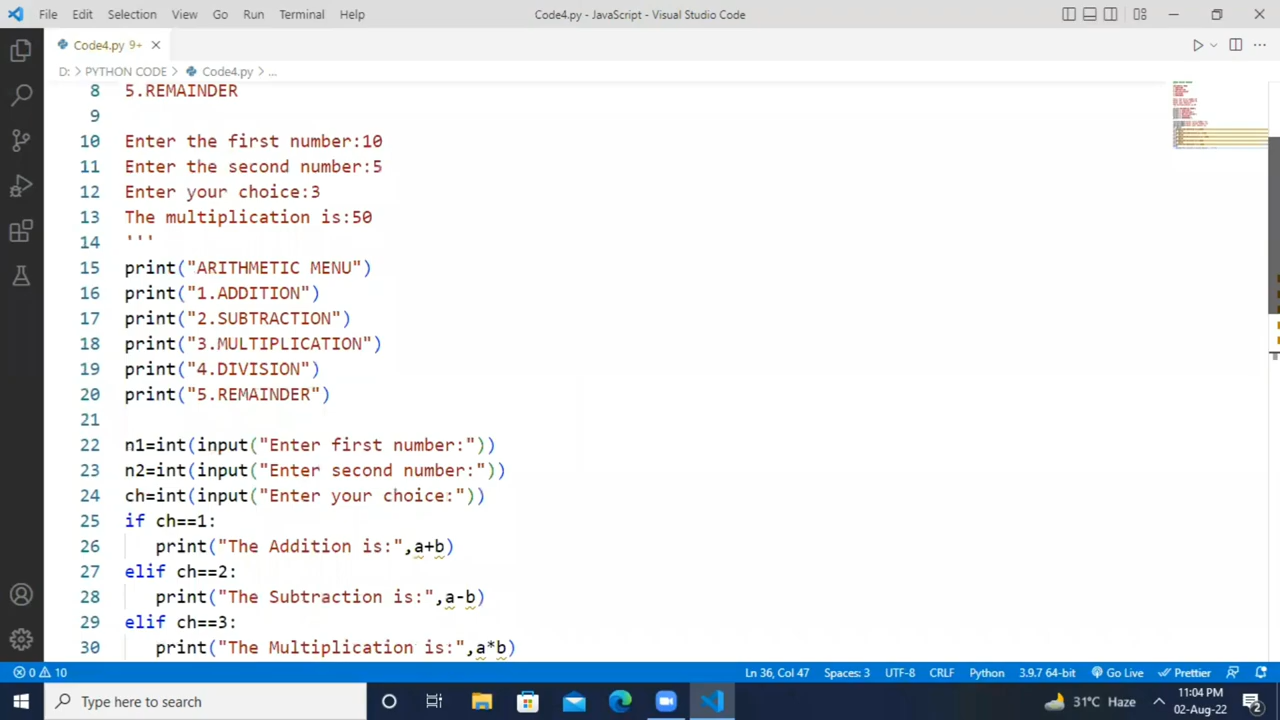 File Edit Selection View Go Run Terminal Help Code4.py - JavaScript - Visual Studio Code
Code4.py 9+
D: > PYTHON CODE > Code4.py > ...
8 5.REMAINDER
9
10 Enter the first number:10
11 Enter the second number:5
12 Enter your choice:3
13 The multiplication is:50
14 '''
15 print("ARITHMETIC MENU")
16 print("1.ADDITION")
17 print("2.SUBTRACTION")
18 print("3.MULTIPLICATION")
19 print("4.DIVISION")
20 print("5.REMAINDER")
21
22 n1=int(input("Enter first number:"))
23 n2=int(input("Enter second number:"))
24 ch=int(input("Enter your choice:"))
25 if ch==1:
26 print("The Addition is:",a+b)
27 elif ch==2:
28 print("The Subtraction is:",a-b)
29 elif ch==3:
30 print("The Multiplication is:",a*b)
0 10 Ln 36, Col 47 Spaces: 3 UTF-8 CRLF Python 3.9.7 64-bit Go Live Prettier
Type here to search 31°C Haze 11:04 PM
02-Aug-22 2